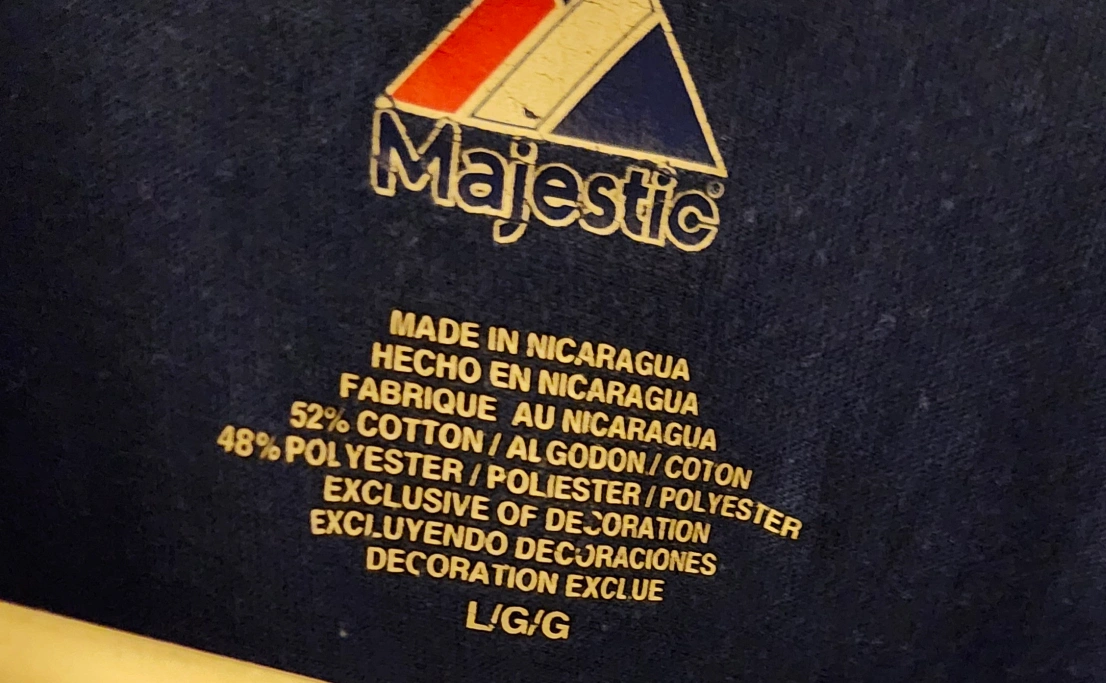 Majestic®
MADE IN NICARAGUA
HECHO EN NICARAGUA
FABRIQUE AU NICARAGUA
52% COTTON / ALGODON / COTON
48% POLYESTER / POLIESTER / POLYESTER
EXCLUSIVE OF DECORATION
EXCLUYENDO DECORACIONES
DECORATION EXCLUE
L/G/G